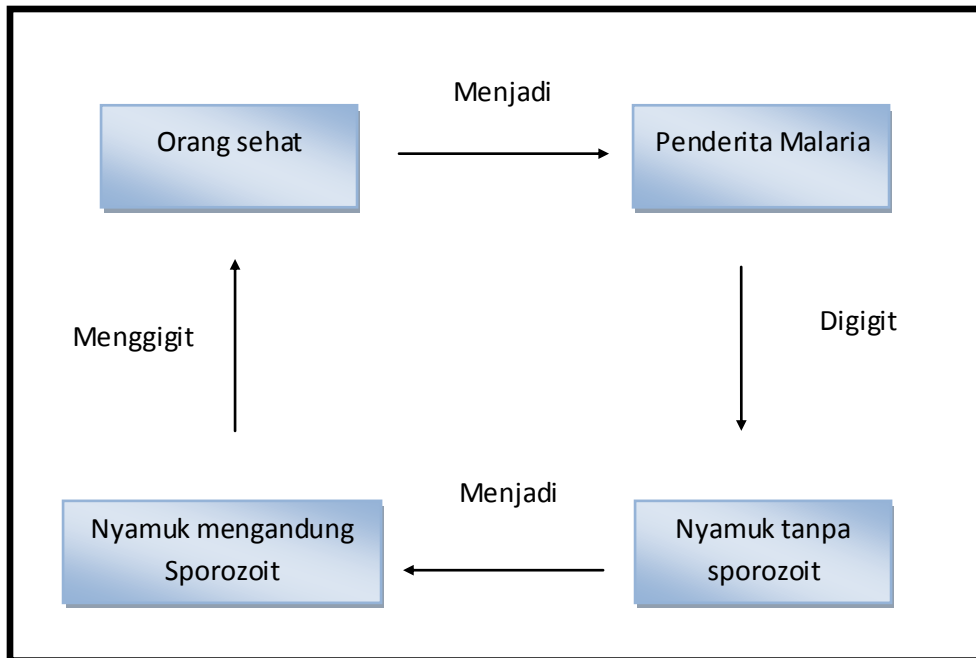 Menjadi
Orang sehat
Penderita Malaria
Menggigit
Digigit
Menjadi
Nyamuk mengandung
Sporozoit
Nyamuk tanpa
sporozoit